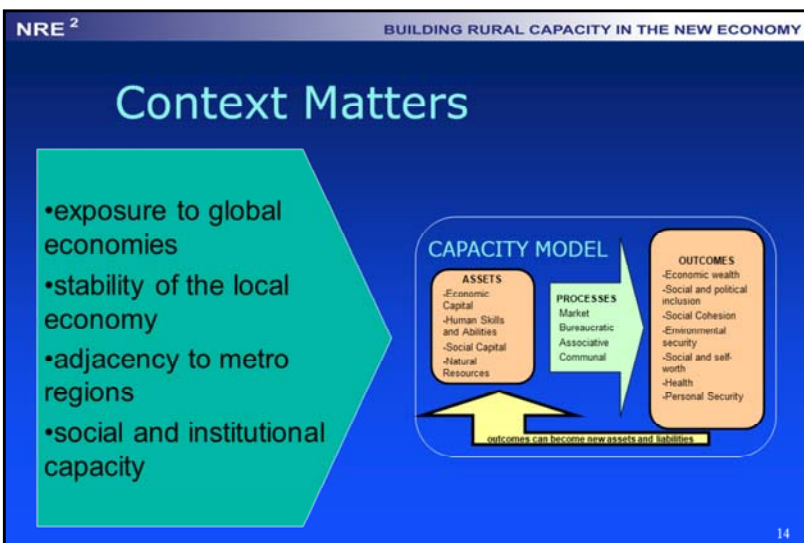 NRE 2
BUILDING RURAL CAPACITY IN THE NEW ECONOMY
Context Matters
•exposure to global
economies
•stability of the local
economy
•adjacency to metro
regions
•social and institutional
capacity
CAPACITY MODEL
ASSETS
-Economic
Capital
-Human Skills
and Abilities
-Social Capital
-Natural
Resources
PROCESSES
Market
Bureaucratic
Associative
Communal
OUTCOMES
-Economic wealth
-Social and political
inclusion
-Social Cohesion
-Environmental
security
-Social and self-
worth
-Health
-Personal Security
outcomes can become new assets and liabilities
14